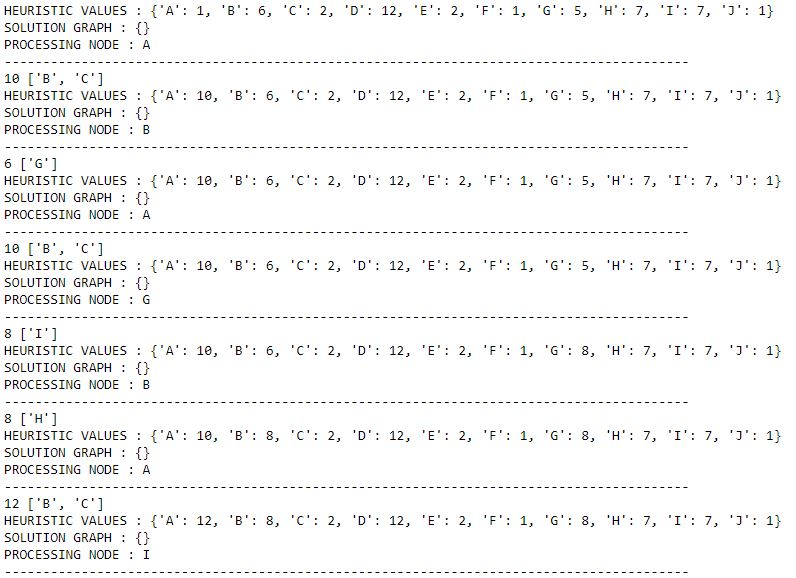 HEURISTIC VALUES : {'A': 1, 'B': 6, 'C': 2, 'D': 12, 'E': 2, 'F': 1, 'G': 5, 'H': 7, 'I': 7, 'J': 1}
SOLUTION GRAPH : {}
PROCESSING NODE : A
-----------------------------------------------------------------------------------------
10 ['B', 'C']
HEURISTIC VALUES : {'A': 10, 'B': 6, 'C': 2, 'D': 12, 'E': 2, 'F': 1, 'G': 5, 'H': 7, 'I': 7, 'J': 1}
SOLUTION GRAPH : {}
PROCESSING NODE : B
-----------------------------------------------------------------------------------------
6 ['G']
HEURISTIC VALUES : {'A': 10, 'B': 6, 'C': 2, 'D': 12, 'E': 2, 'F': 1, 'G': 5, 'H': 7, 'I': 7, 'J': 1}
SOLUTION GRAPH : {}
PROCESSING NODE : A
-----------------------------------------------------------------------------------------
10 ['B', 'C']
HEURISTIC VALUES : {'A': 10, 'B': 6, 'C': 2, 'D': 12, 'E': 2, 'F': 1, 'G': 5, 'H': 7, 'I': 7, 'J': 1}
SOLUTION GRAPH : {}
PROCESSING NODE : G
-----------------------------------------------------------------------------------------
8 ['I']
HEURISTIC VALUES : {'A': 10, 'B': 6, 'C': 2, 'D': 12, 'E': 2, 'F': 1, 'G': 8, 'H': 7, 'I': 7, 'J': 1}
SOLUTION GRAPH : {}
PROCESSING NODE : B
-----------------------------------------------------------------------------------------
8 ['H']
HEURISTIC VALUES : {'A': 10, 'B': 8, 'C': 2, 'D': 12, 'E': 2, 'F': 1, 'G': 8, 'H': 7, 'I': 7, 'J': 1}
SOLUTION GRAPH : {}
PROCESSING NODE : A
-----------------------------------------------------------------------------------------
12 ['B', 'C']
HEURISTIC VALUES : {'A': 12, 'B': 8, 'C': 2, 'D': 12, 'E': 2, 'F': 1, 'G': 8, 'H': 7, 'I': 7, 'J': 1}
SOLUTION GRAPH : {}
PROCESSING NODE : I
-----------------------------------------------------------------------------------------